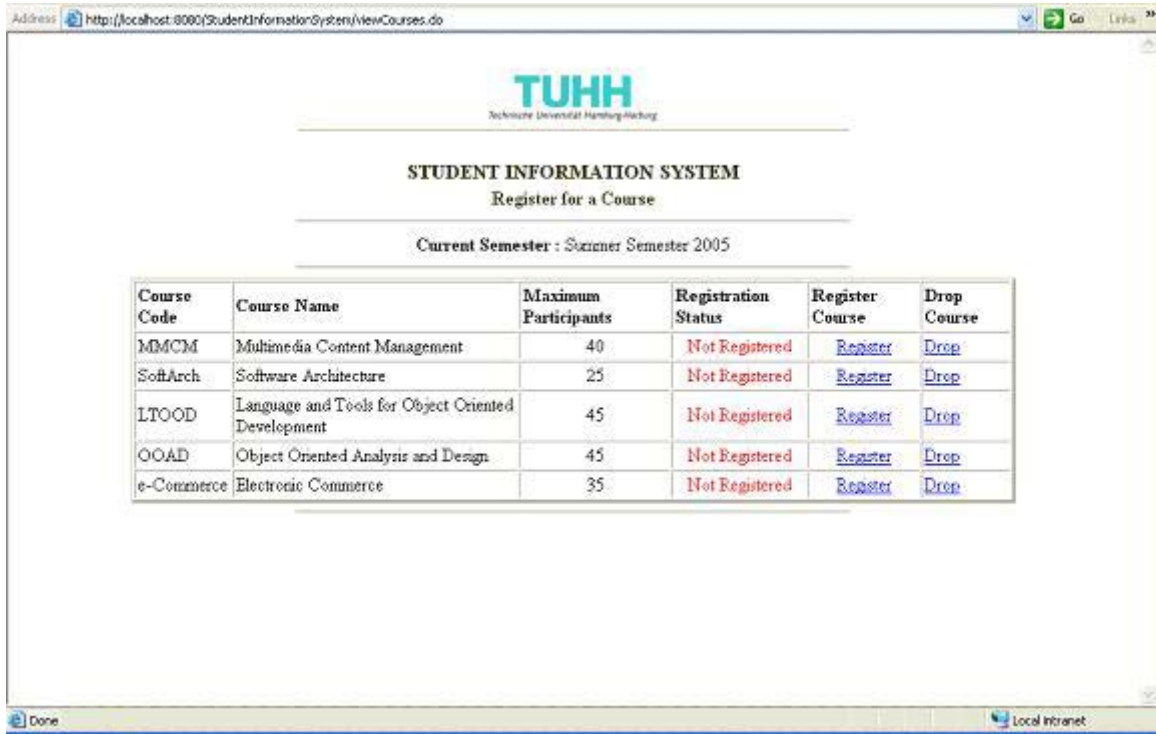 Address http://localhost:8080/StudentInformationSystem/viewCourses.do Go Links »
TUHH
Technische Universität Hamburg-Harburg
STUDENT INFORMATION SYSTEM
Register for a Course
Current Semester : Summer Semester 2005
Course Code Course Name Maximum Participants Registration Status Register Course Drop Course
MMCM Multimedia Content Management 40 Not Registered Register Drop
SoftArch Software Architecture 25 Not Registered Register Drop
LTOOD Language and Tools for Object Oriented Development 45 Not Registered Register Drop
OOAD Object Oriented Analysis and Design 45 Not Registered Register Drop
e-Commerce Electronic Commerce 35 Not Registered Register Drop
Done Local intranet